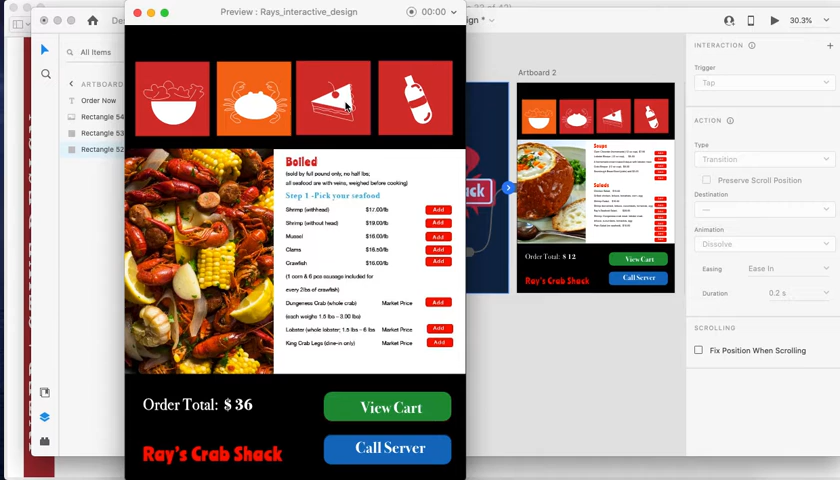 Preview : Rays_interactive_design
00:00
30.3%
All Items
ARTBOARD
Order Now
Rectangle 54
Rectangle 53
Rectangle 52
Boiled
(sold by full pound only, no half lbs;
all seafood are with veins, weighed before cooking)
Step 1 -Pick your seafood
Shrimp (withhead) $17.00/lb Add
Shrimp (without head) $19.00/lb Add
Mussel $16.00/lb Add
Clams $16.50/lb Add
Crawfish $16.00/lb Add
(1 corn & 6 pcs sausage included for
every 2lbs of crawfish)
Dungeness Crab (whole crab) Market Price Add
(each weighs 1.5 lbs - 3.00 lbs)
Lobster (whole lobster; 1.5 lbs - 6 lbs Market Price Add
King Crab Legs (dine-in only) Market Price Add
Order Total: $ 36
View Cart
Ray's Crab Shack
Call Server
Artboard 2
Soups
Salads
Order Total: $ 12
View Cart
Ray's Crab Shack
Call Server
INTERACTION
Trigger
Tap
ACTION
Type
Transition
Preserve Scroll Position
Destination
Animation
Dissolve
Easing Ease In
Duration 0.2 s
SCROLLING
Fix Position When Scrolling